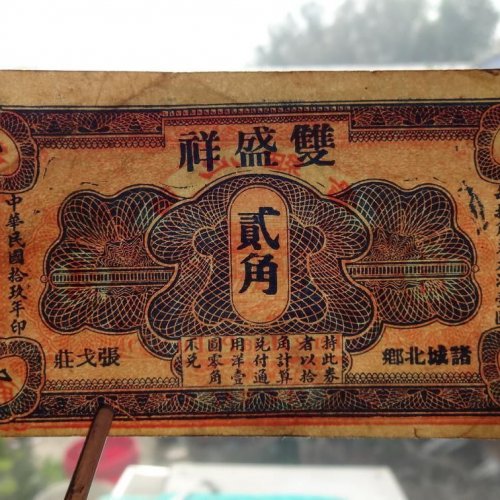 雙盛祥
貳角
中華民國拾玖年印
諸城北鄉
張戈莊
持此券
者以拾
角計算
兌付通
用洋壹
圓零角
不兌